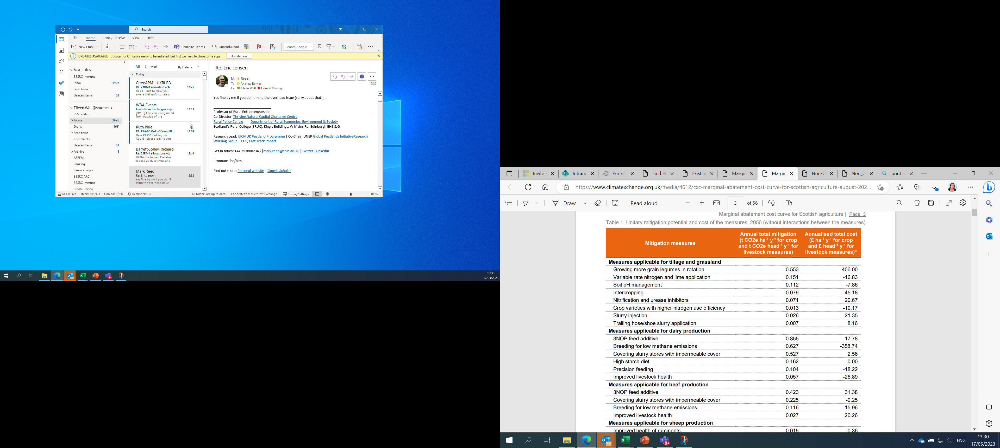 Search
File Home Send / Receive View Help
New Email Share to Teams Unread/Read Search People
UPDATES AVAILABLE Updates for Office are ready to be installed, but first we need to close some apps. Update now
Favourites
BBSRC Immune
Inbox 3926
Sent Items
Deleted Items 63
Eileen.Wall@sruc.ac.uk
RSS Feeds1
Inbox 3926
Drafts [168]
Sent Items
Complaints
Deleted Items 63
Archive 1
ASREML
Banking
Banos analysis
BBSRC ARC
BBSRC Immune
BBSRC Review
All Unread By Date
Today
CtteeAPM - UKRI BB...
RE: 23RM1 allocations etc 13:25
Hi All, Just to make you
aware that unfortunately
WBA Events
Learn from the biogas exp... 13:13
[NOTE] This email originated
from outside of the
Ruth Pirie
RE: PAASC Out of Committ... 13:08
Dear PAASC Colleagues
Could I please remind you
Barrett-Jolley, Richard
Re: 23RM1 allocations etc 12:44
Hi Thanks Jo, yes, I've also
looked at my lot now and
Mark Reed
Re: Eric Jensen 12:32
Yes fine by me if you don't
mind the overhead issue
Re: Eric Jensen
Mark Reed
To Andrew Barnes 12:32
Cc Eileen Wall; Donald Ramsay
Yes fine by me if you don't mind the overhead issue (sorry about that!)...
Professor of Rural Entrepreneurship
Co-Director, Thriving Natural Capital Challenge Centre
Rural Policy Centre Department of Rural Economies, Environment & Society
Scotland's Rural College (SRUC), King's Buildings, W Mains Rd, Edinburgh EH9 3JG
Research Lead, IUCN UK Peatland Programme | Co-Chair, UNEP Global Peatlands InitiativeResearch
Working Group | CEO, Fast Track Impact
Get in touch: +44 7538082343 |mark.reed@sruc.ac.uk | Twitter| LinkedIn
Pronouns: he/him
Find out more: Personal website | Google Scholar
64 GB Free Items: 101,923 Unread: 3,926 Reminders: 38 All folders are up to date. Connected to: Microsoft Exchange Display Settings 100%
9+
13:30
17/05/2023
Invite a Intrane Pure 5. Find Re Existing Margin Margin Non-C Non_C print sc
https://www.climatexchange.org.uk/media/4612/cxc-marginal-abatement-cost-curve-for-scottish-agriculture-august-202...
Draw Read aloud 3 of 56
Marginal abatement cost curve for Scottish agriculture | Page 3
Table 1: Unitary mitigation potential and cost of the measures, 2050 (without interactions between the measures)
Mitigation measures
Annual total mitigation
(t CO2e ha-1 y-1 for crop
and t CO2e head-1 y-1 for
livestock measures)
Annualised total cost
(£ ha-1 y-1 for crop
and £ head-1 y-1 for
livestock measures)*
Measures applicable for tillage and grassland
Growing more grain legumes in rotation 0.553 406.00
Variable rate nitrogen and lime application 0.151 -16.83
Soil pH management 0.112 -7.86
Intercropping 0.079 -45.18
Nitrification and urease inhibitors 0.071 20.67
Crop varieties with higher nitrogen use efficiency 0.013 -10.17
Slurry injection 0.026 21.35
Trailing hose/shoe slurry application 0.007 8.16
Measures applicable for dairy production
3NOP feed additive 0.855 17.78
Breeding for low methane emissions 0.627 -358.74
Covering slurry stores with impermeable cover 0.527 2.56
High starch diet 0.162 0.00
Precision feeding 0.104 -18.22
Improved livestock health 0.057 -26.89
Measures applicable for beef production
3NOP feed additive 0.423 31.38
Covering slurry stores with impermeable cover 0.225 -0.25
Breeding for low methane emissions 0.116 -15.96
Improved livestock health 0.027 20.26
Measures applicable for sheep production
Improved health of ruminants 0.015 -0.36
9+
ENG
13:30
17/05/2023